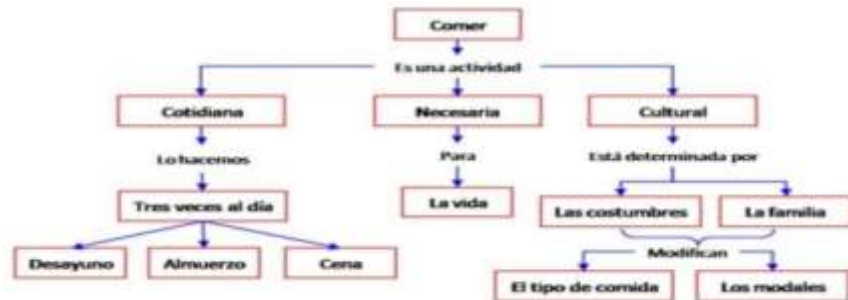 Comer
Es una actividad
Cotidiana Necesaria Cultural
Lo hacemos Para Está determinada por
Tres veces al día La vida Las costumbres La familia
Modifican
Desayuno Almuerzo Cena
El tipo de comida Los modales